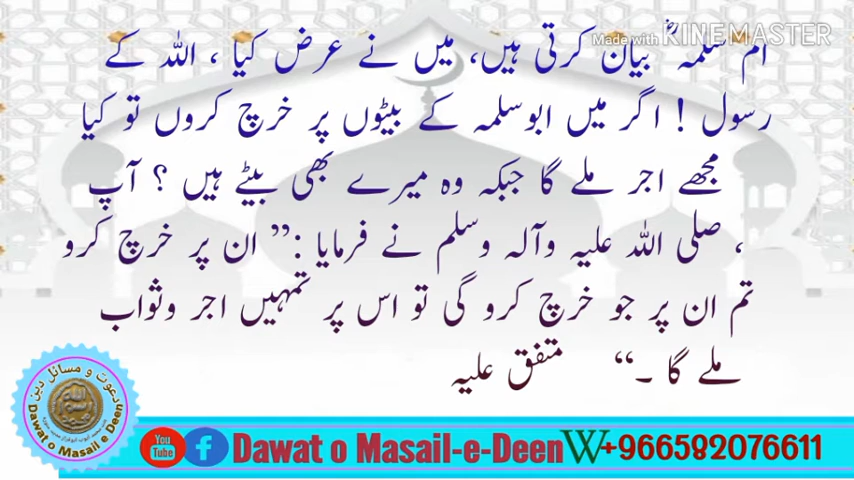 Made with KINEMASTER
ام سلمہ ؓ بیان کرتی ہیں، میں نے عرض کیا ، اللہ کے
رسول ! اگر میں ابوسلمہ کے بیٹوں پر خرچ کروں تو کیا
مجھے اجر ملے گا جبکہ وہ میرے بھی بیٹے ہیں ؟ آپ
، صلی اللہ علیہ وآلہ وسلم نے فرمایا :” ان پر خرچ کرو
تم ان پر جو خرچ کرو گی تو اس پر تمہیں اجر وثواب
ملے گا ۔“ متفق علیہ
دعوت و مسائل دین
Dawat o Masail e Deen
You Tube f Dawat o Masail-e-Deen W+966592076611